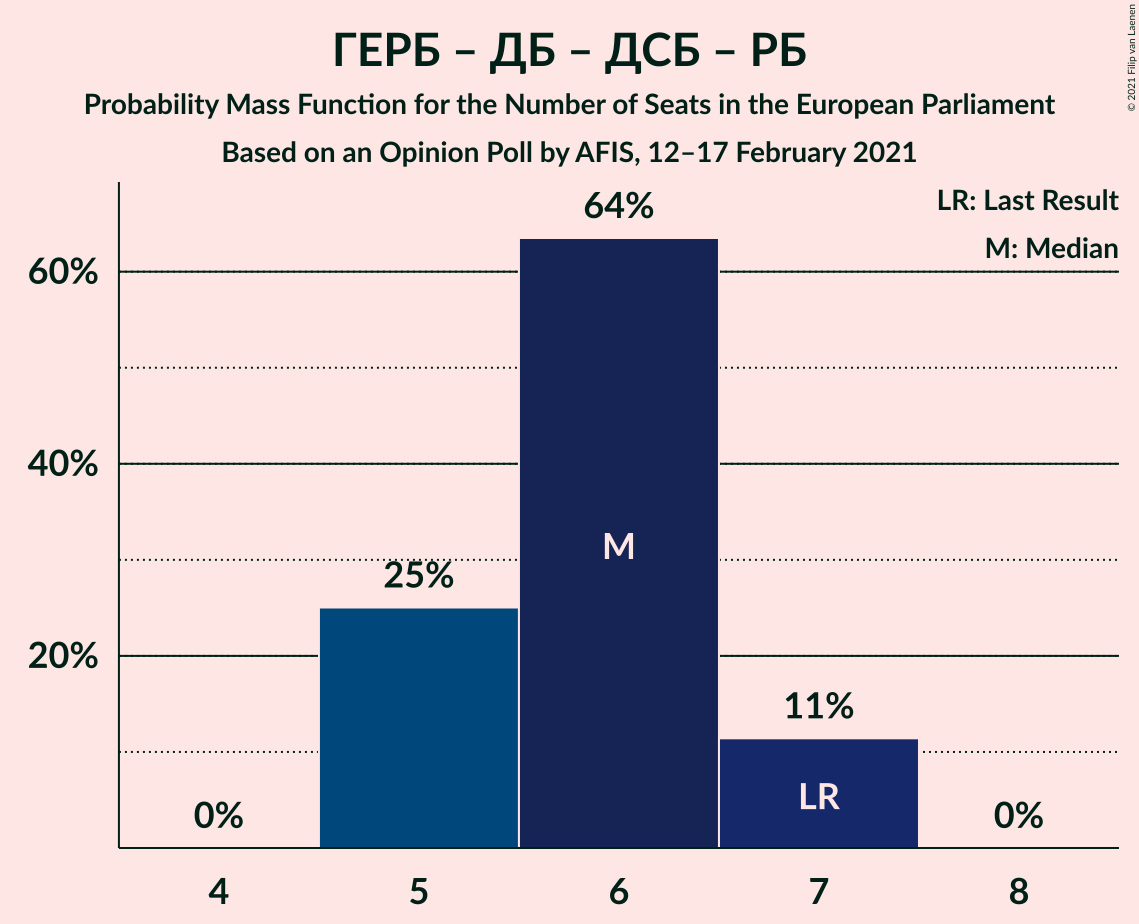 ГЕРБ – ДБ – ДСБ – РБ
Probability Mass Function for the Number of Seats in the European Parliament
Based on an Opinion Poll by AFIS, 12–17 February 2021
© 2021 Filip van Laenen
LR: Last Result
M: Median
64%
60%
40%
M
25%
20%
11%
LR
0%
0%
4
5
6
7
8